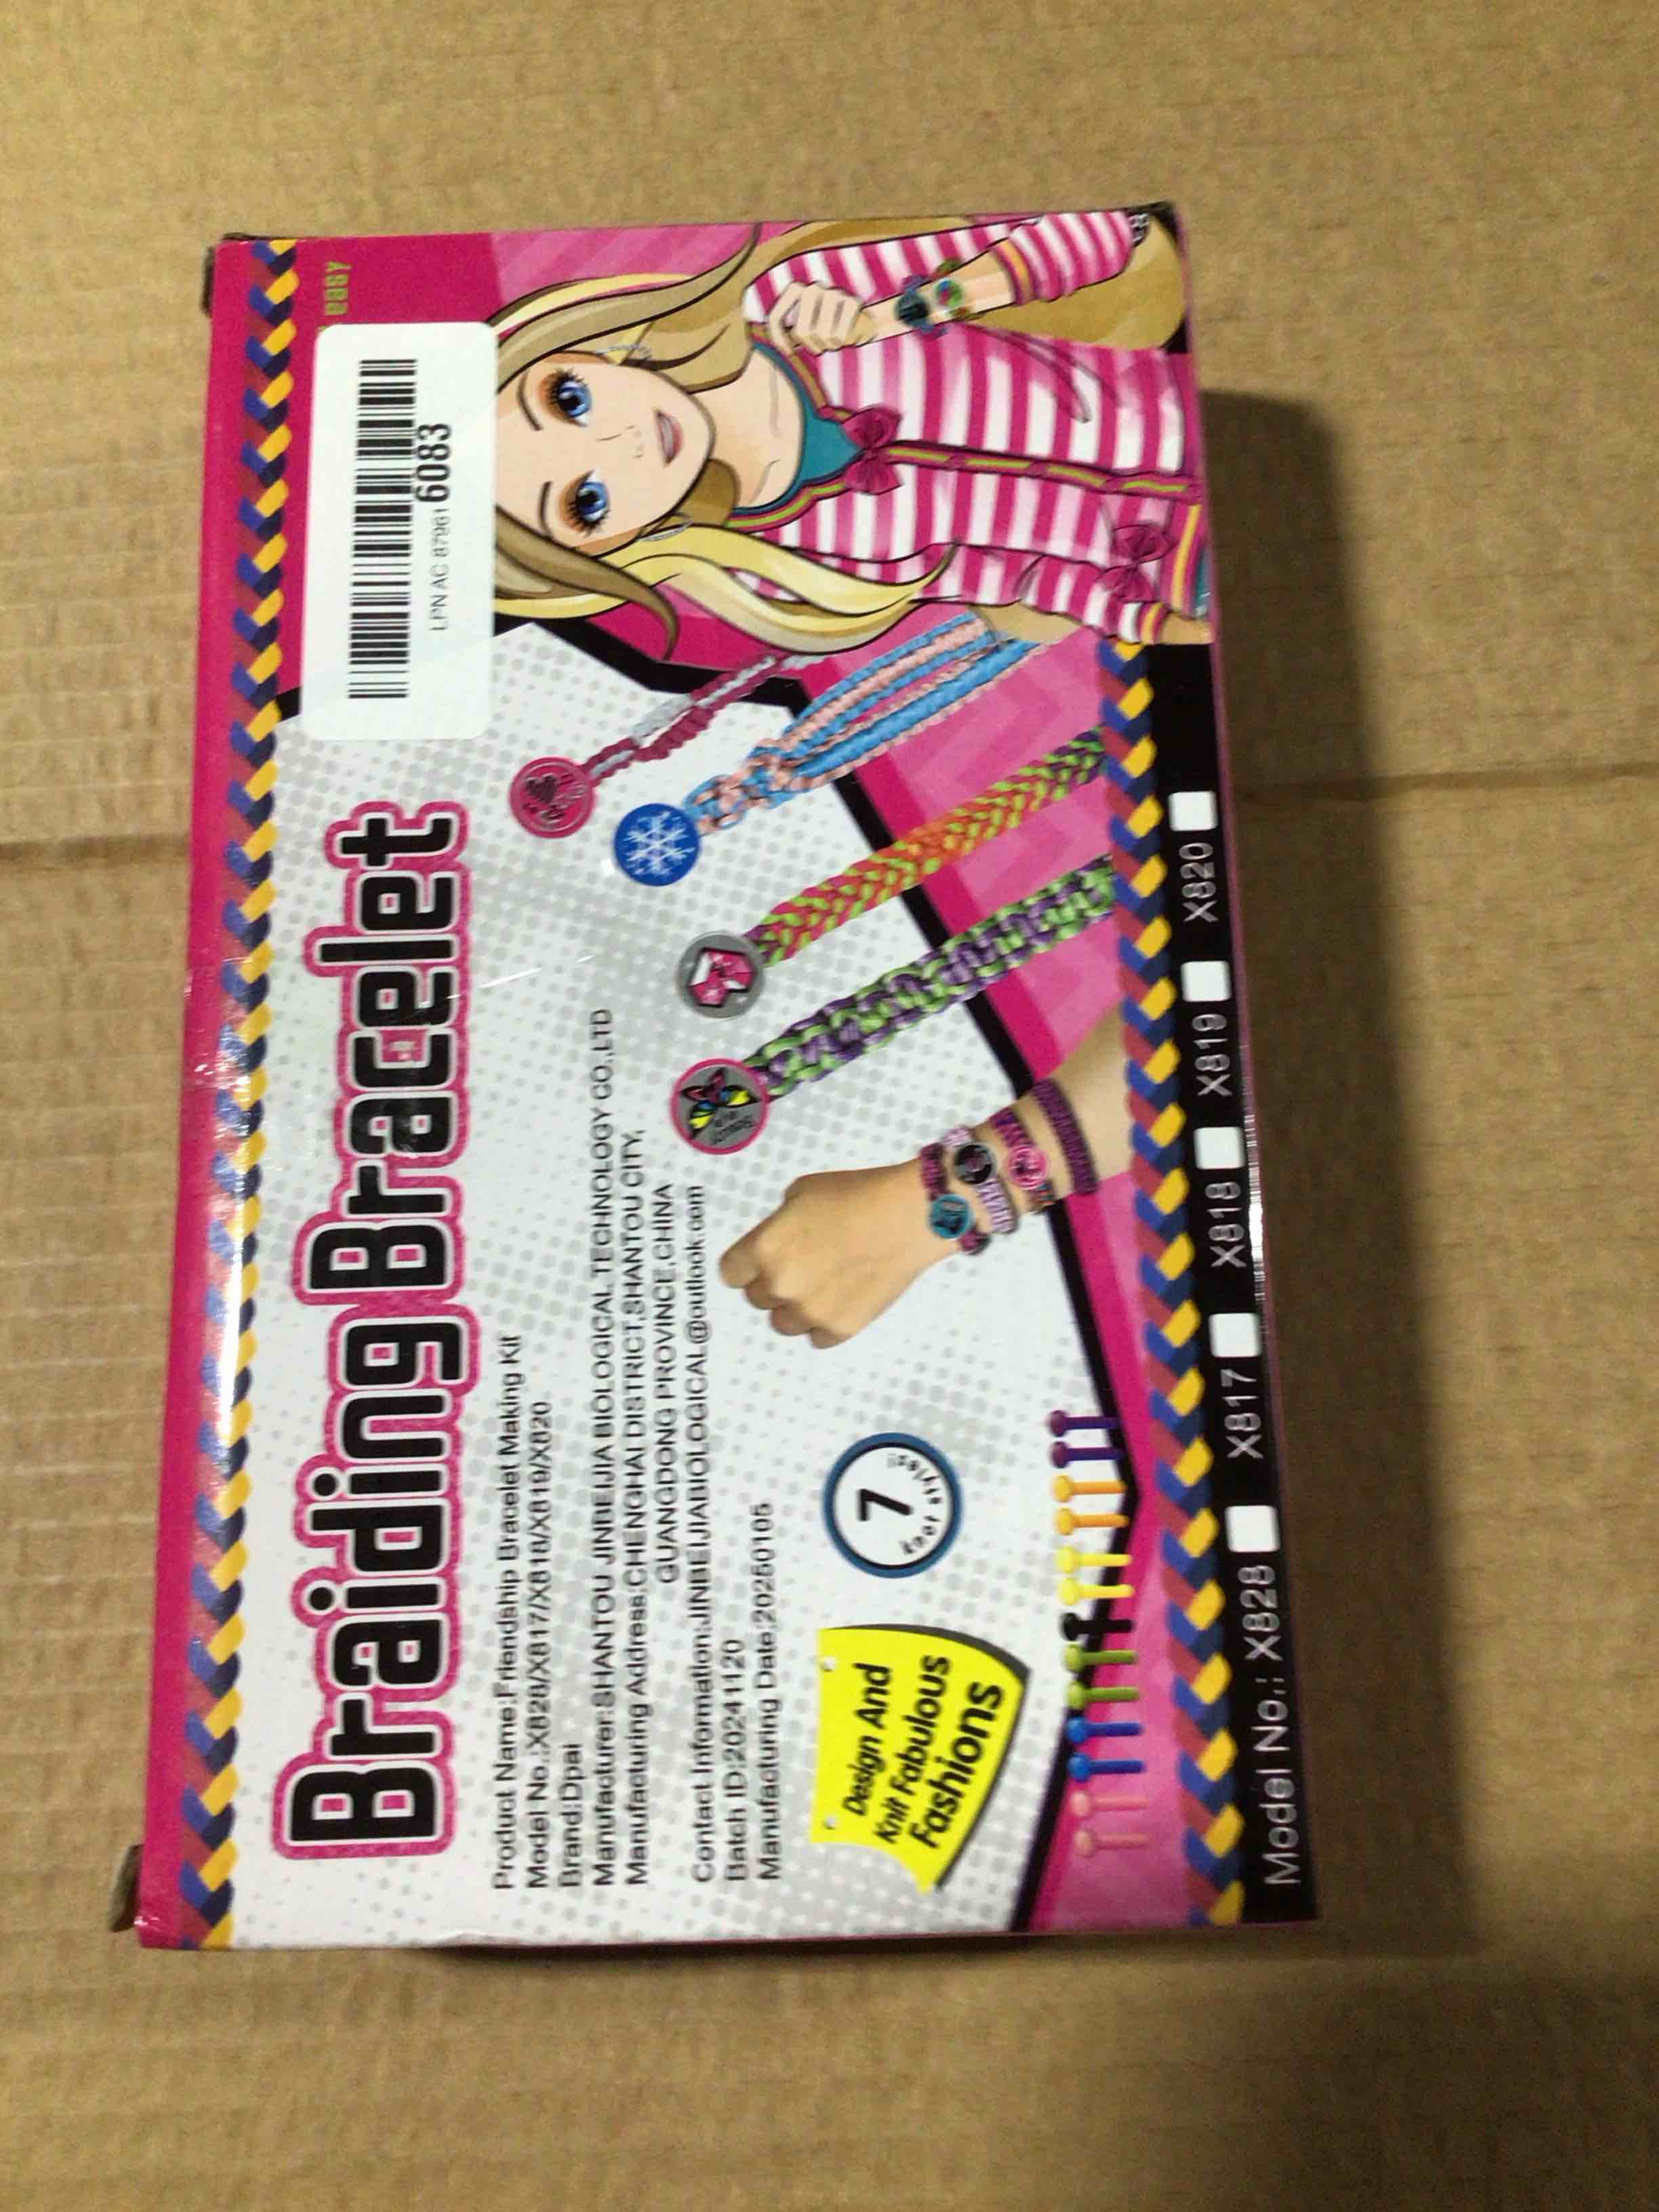 Braiding Bracelet
LPN AC 87961 6083
Product Name:Friendship Bracelet Making Kit
Model No.:X828/X817/X818/X819/X820
Brand:Dpai
Manufacturer:SHANTOU JINBEIJIA BIOLOGICAL TECHNOLOGY CO.,LTD
Manufacturing Address:CHENGHAI DISTRICT,SHANTOU CITY,
GUANGDONG PROVINCE,CHINA
Contact Information:JINBEIJIABIOLOGICAL@outlook.com
Batch ID:20241120
Manufacturing Date:20250105
7
knot styles!
Design And
Knit Fabulous
Fashions
Model No.: X828 X817 X818 X819 X820